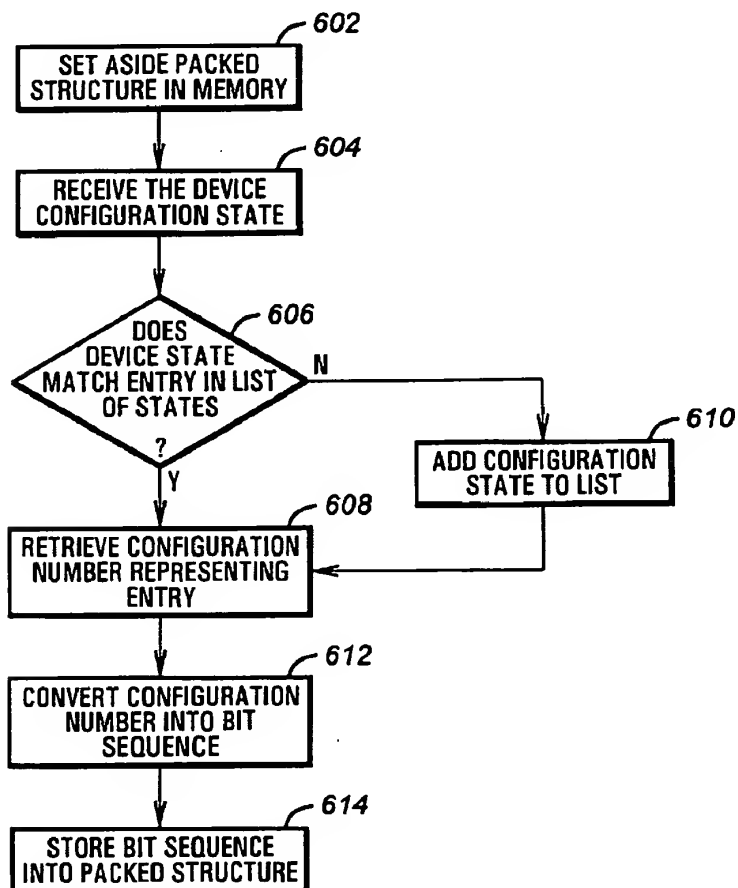 602
SET ASIDE PACKED
STRUCTURE IN MEMORY
604
RECEIVE THE DEVICE
CONFIGURATION STATE
606
DOES
DEVICE STATE
MATCH ENTRY IN LIST
OF STATES
?
N
Y
610
ADD CONFIGURATION
STATE TO LIST
608
RETRIEVE CONFIGURATION
NUMBER REPRESENTING
ENTRY
612
CONVERT CONFIGURATION
NUMBER INTO BIT
SEQUENCE
614
STORE BIT SEQUENCE
INTO PACKED STRUCTURE